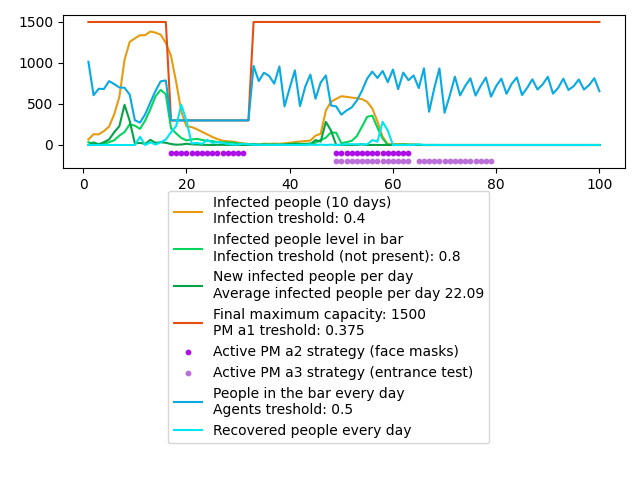 1500
1000
500
0
0 20 40 60 80 100
Infected people (10 days)
Infection treshold: 0.4
Infected people level in bar
Infection treshold (not present): 0.8
New infected people per day
Average infected people per day 22.09
Final maximum capacity: 1500
PM a1 treshold: 0.375
Active PM a2 strategy (face masks)
Active PM a3 strategy (entrance test)
People in the bar every day
Agents treshold: 0.5
Recovered people every day